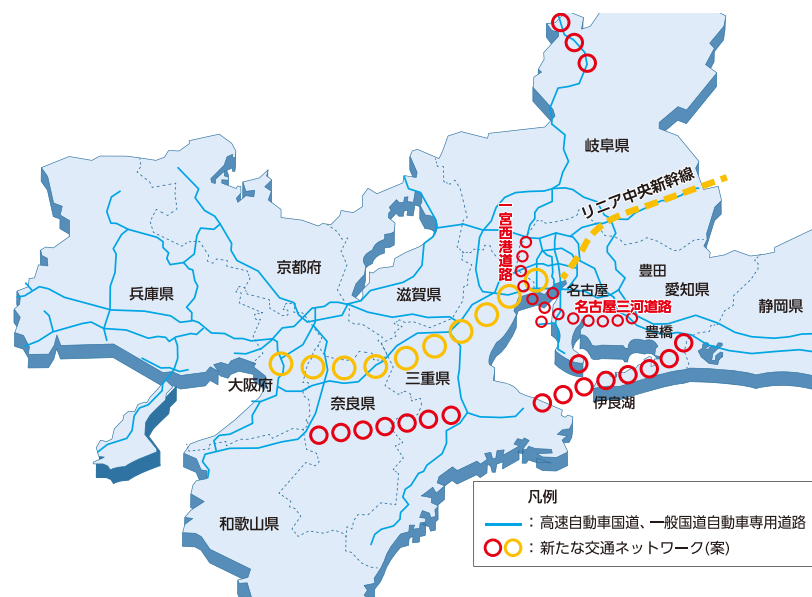 岐阜県
リニア中央新幹線
一宮西港道路
京都府
兵庫県
滋賀県
豊田
名古屋
愛知県
静岡県
名古屋三河道路
豊橋
三重県
大阪府
奈良県
伊良湖
和歌山県
凡例
：高速自動車国道、一般国道自動車専用道路
：新たな交通ネットワーク(案)